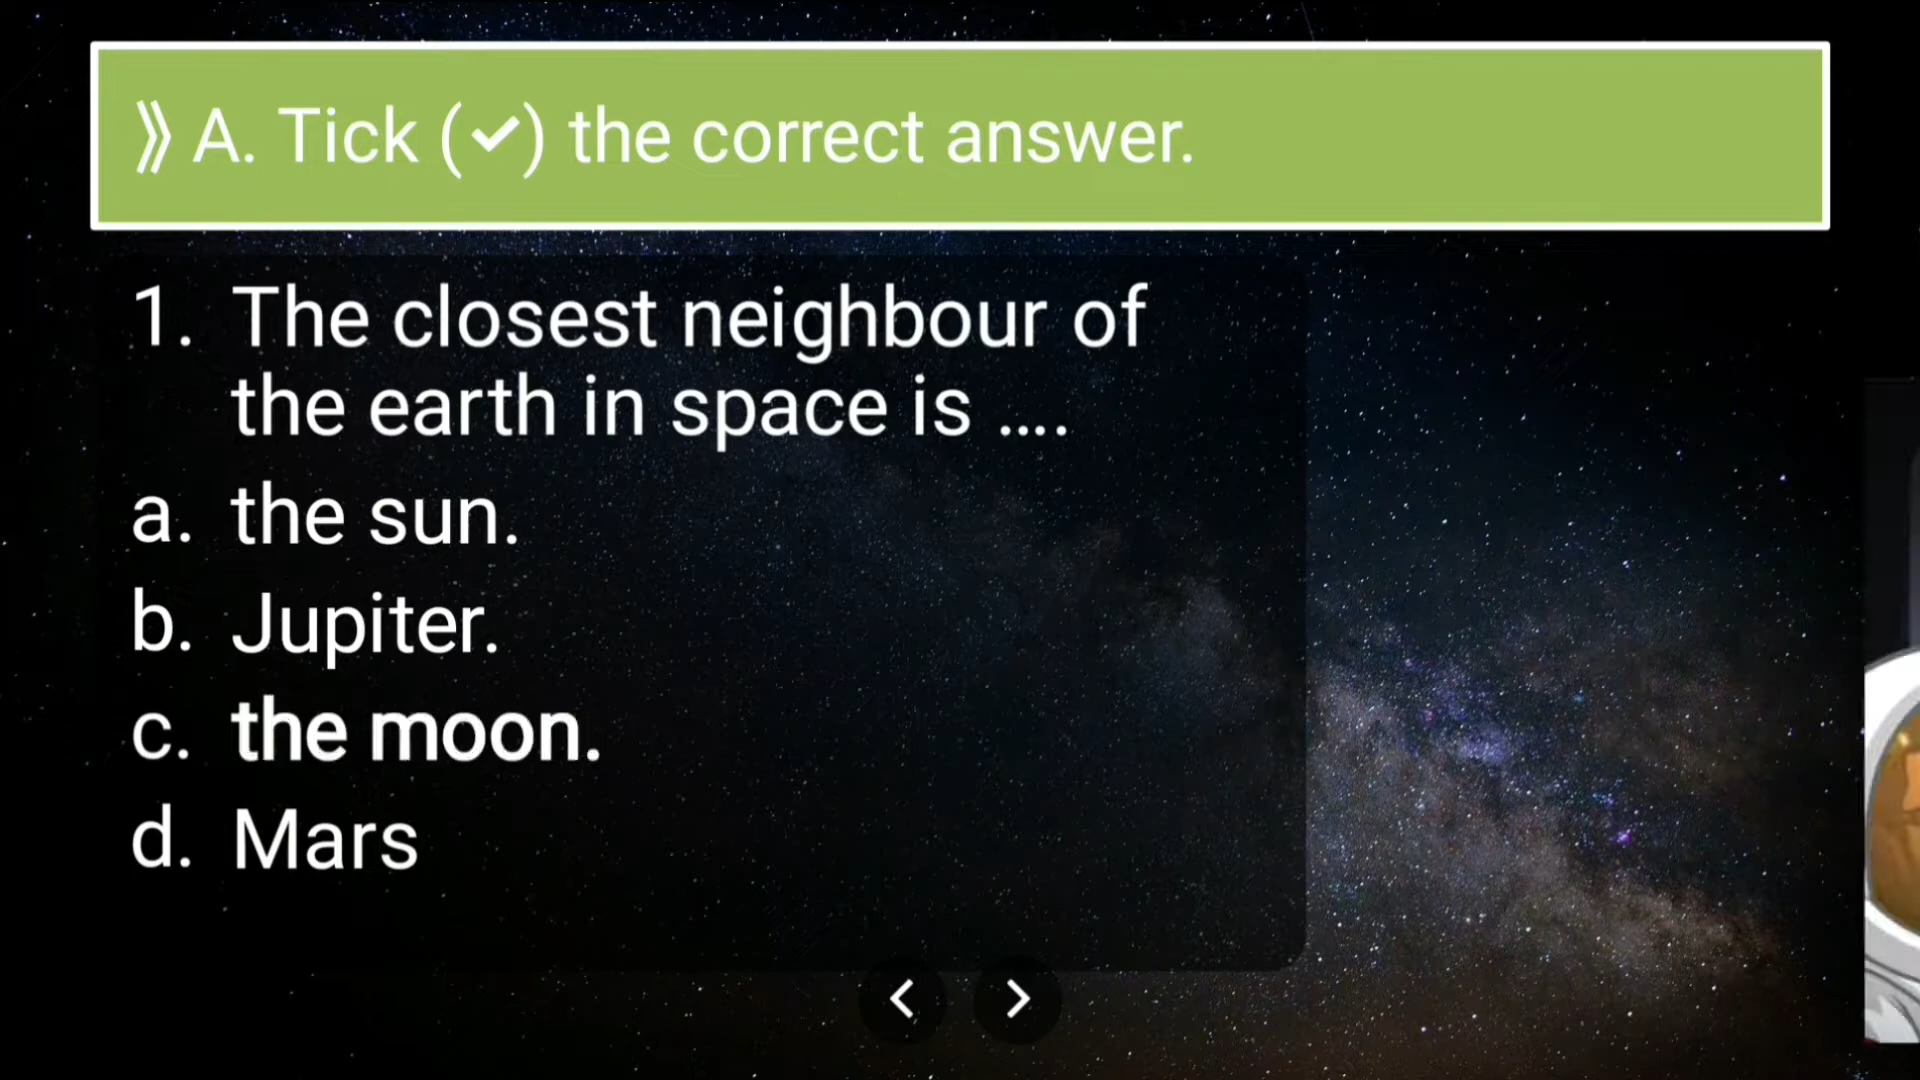 》A. Tick (✔) the correct answer.
1. The closest neighbour of
the earth in space is ....
a. the sun.
b. Jupiter.
c. the moon.
d. Mars